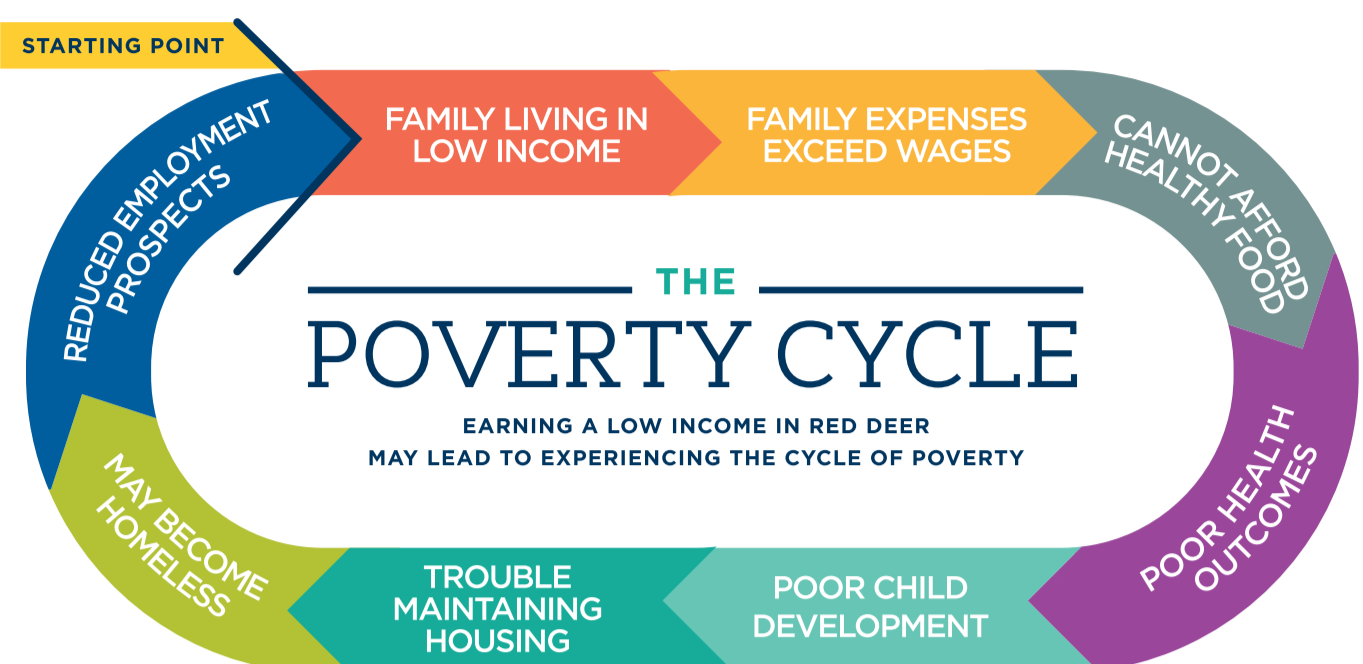 STARTING POINT
FAMILY LIVING IN
LOW INCOME
FAMILY EXPENSES
EXCEED WAGES
CANNOT AFFORD
HEALTHY FOOD
POOR HEALTH
OUTCOMES
POOR CHILD
DEVELOPMENT
TROUBLE
MAINTAINING
HOUSING
MAY BECOME
HOMELESS
REDUCED EMPLOYMENT
PROSPECTS
THE
POVERTY CYCLE
EARNING A LOW INCOME IN RED DEER
MAY LEAD TO EXPERIENCING THE CYCLE OF POVERTY